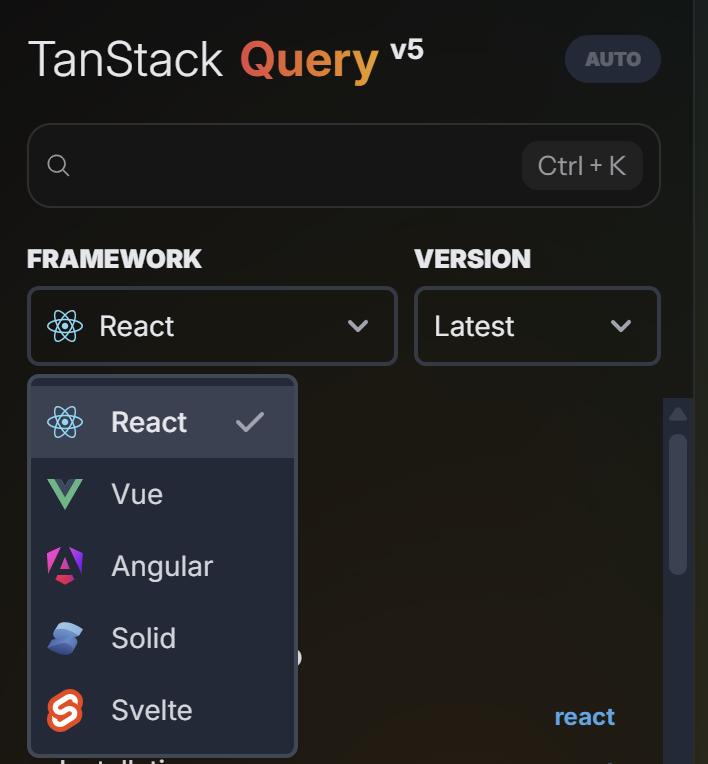 TanStack Query v5
AUTO
Ctrl + K
FRAMEWORK
VERSION
React
Latest
React
Vue
Angular
Solid
Svelte
react